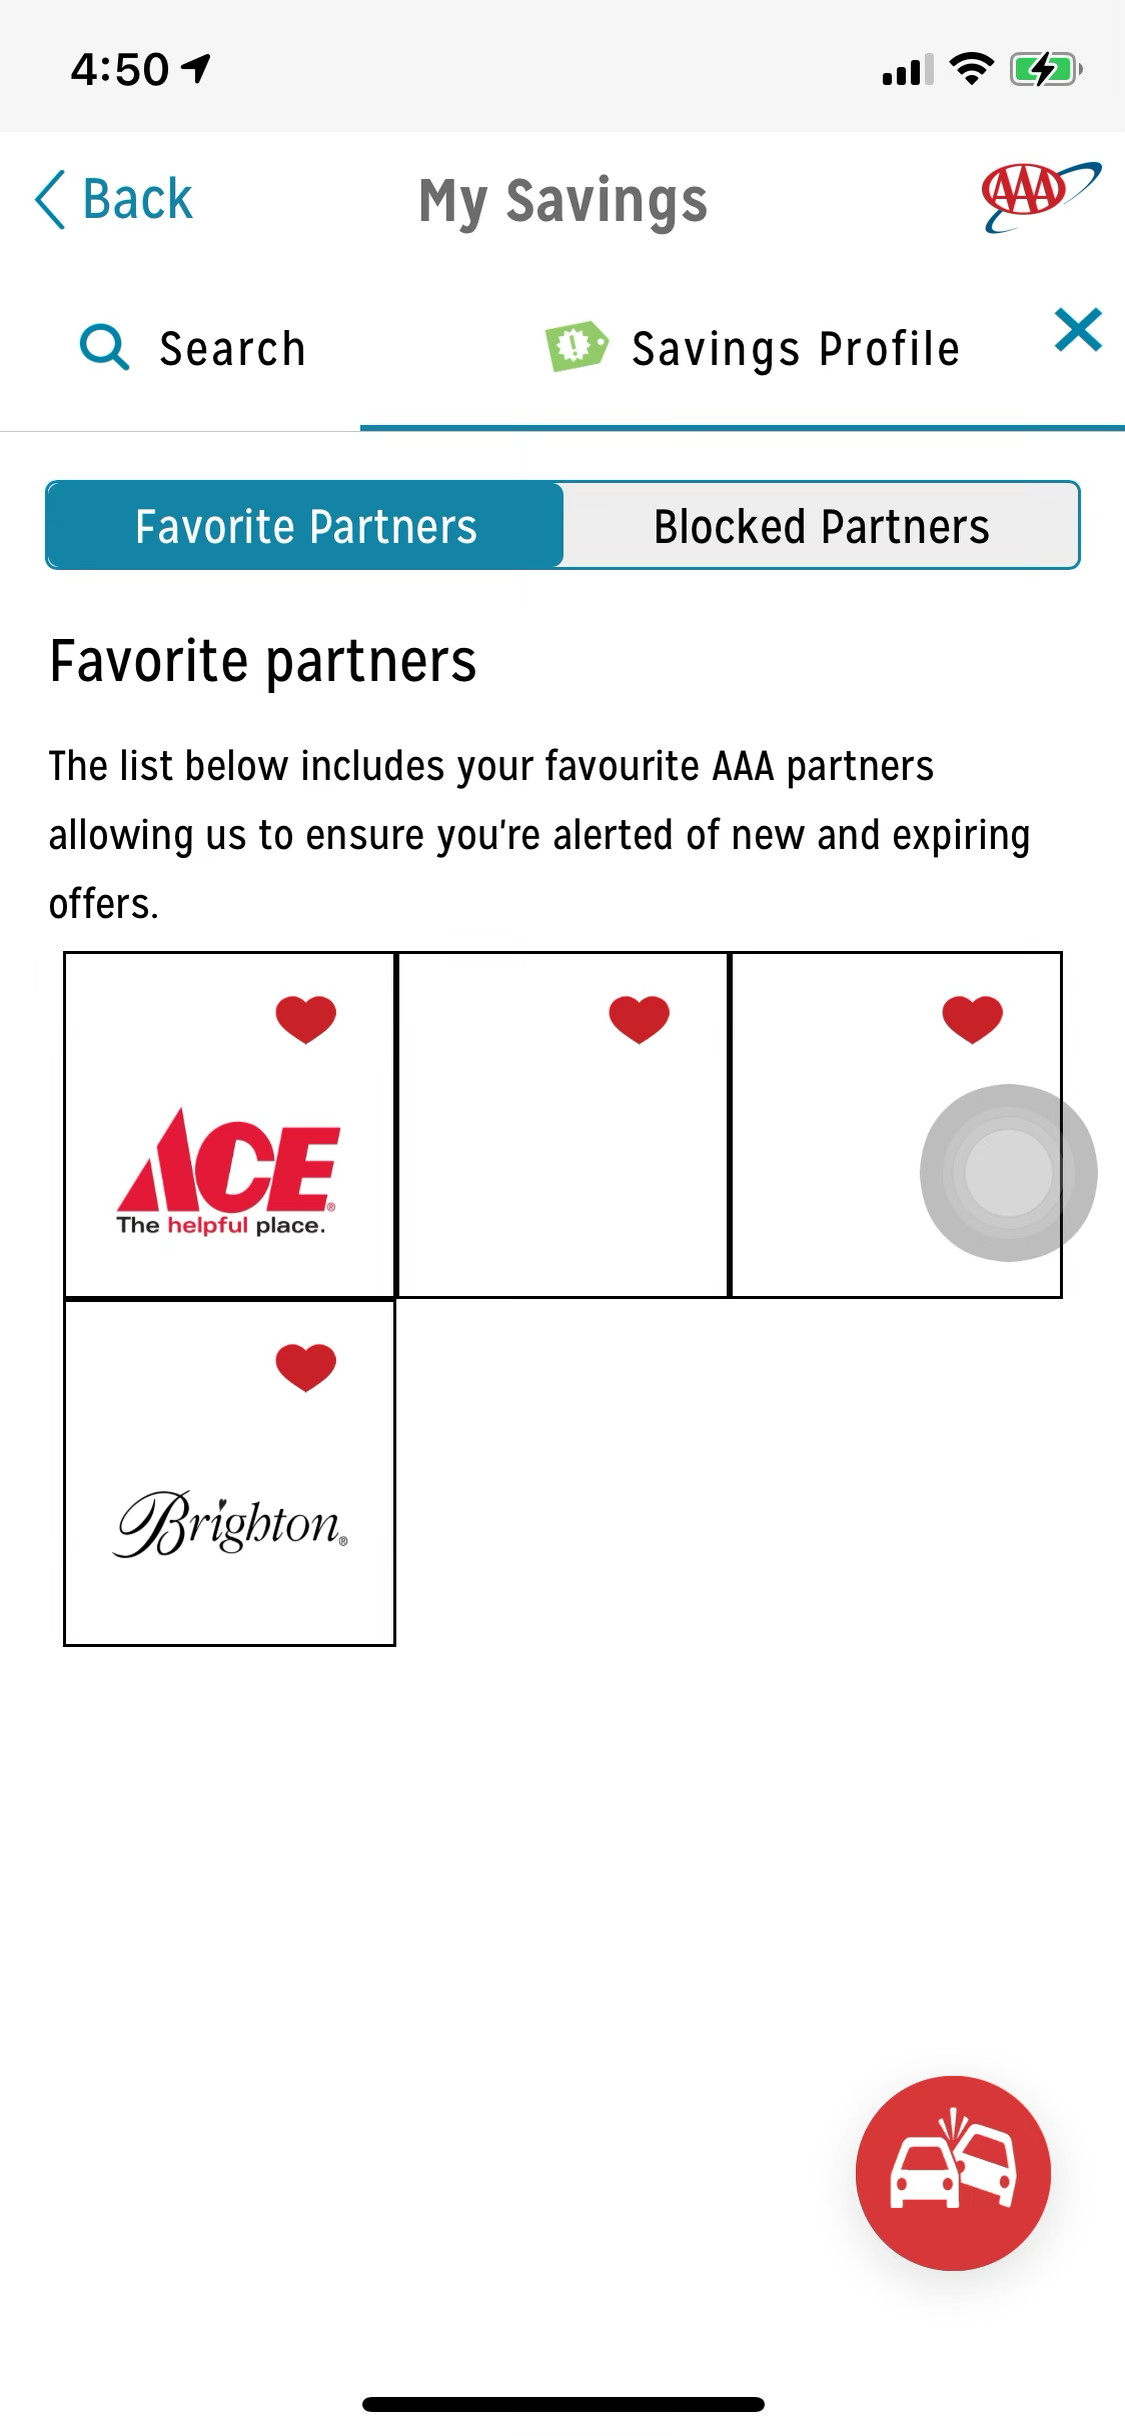 4:50
Back
My Savings
AAA
Search
Savings Profile
Favorite Partners
Blocked Partners
Favorite partners
The list below includes your favourite AAA partners
allowing us to ensure you're alerted of new and expiring
offers.
ACE®
The helpful place.
Brighton®